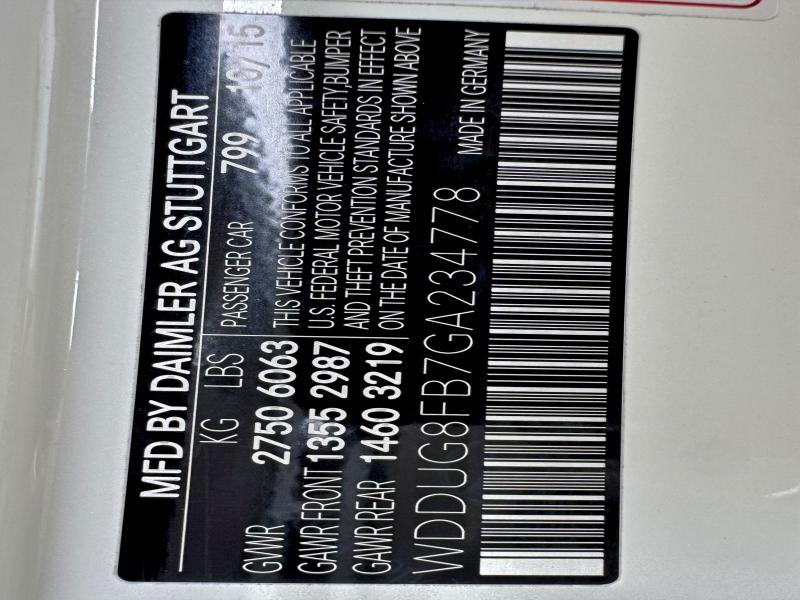 MFD BY DAIMLER AG STUTTGART
KG LBS
GVWR 2750 6063
GAWR FRONT 1355 2987
GAWR REAR 1460 3219
PASSENGER CAR 799 10/15
THIS VEHICLE CONFORMS TO ALL APPLICABLE
U.S. FEDERAL MOTOR VEHICLE SAFETY, BUMPER
AND THEFT PREVENTION STANDARDS IN EFFECT
ON THE DATE OF MANUFACTURE SHOWN ABOVE
WDDUG8FB7GA234778
MADE IN GERMANY